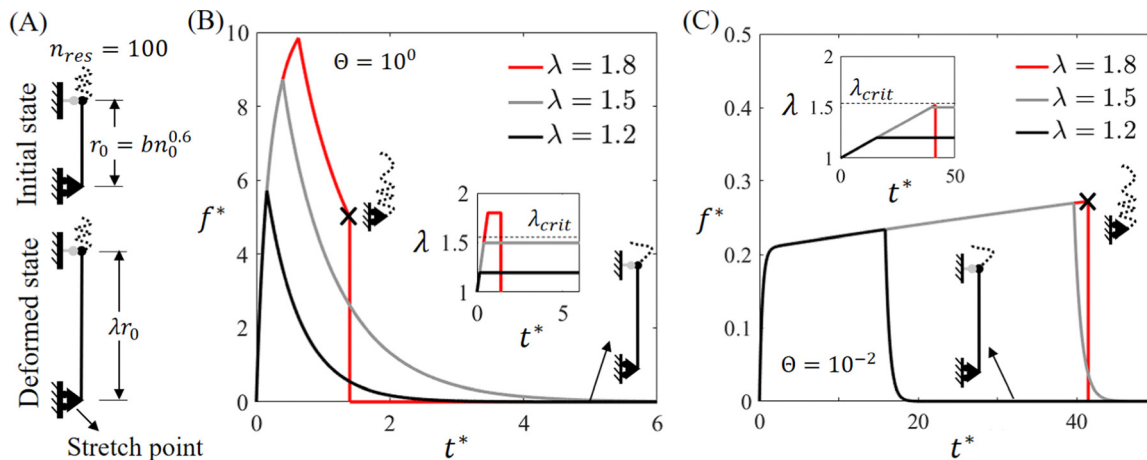 (A)
n_res = 100
Initial state
r_0 = bn_0^0.6
Deformed state
λr_0
Stretch point
(B)
10
8
6
4
2
0
f*
Θ = 10^0
λ = 1.8
λ = 1.5
λ = 1.2
2
1.5
1
λ
λ_crit
0
5
t*
0
2
4
6
t*
(C)
0.5
0.4
0.3
0.2
0.1
0
f*
λ = 1.8
λ = 1.5
λ = 1.2
2
1.5
1
λ
λ_crit
0
50
t*
Θ = 10^-2
0
20
40
t*